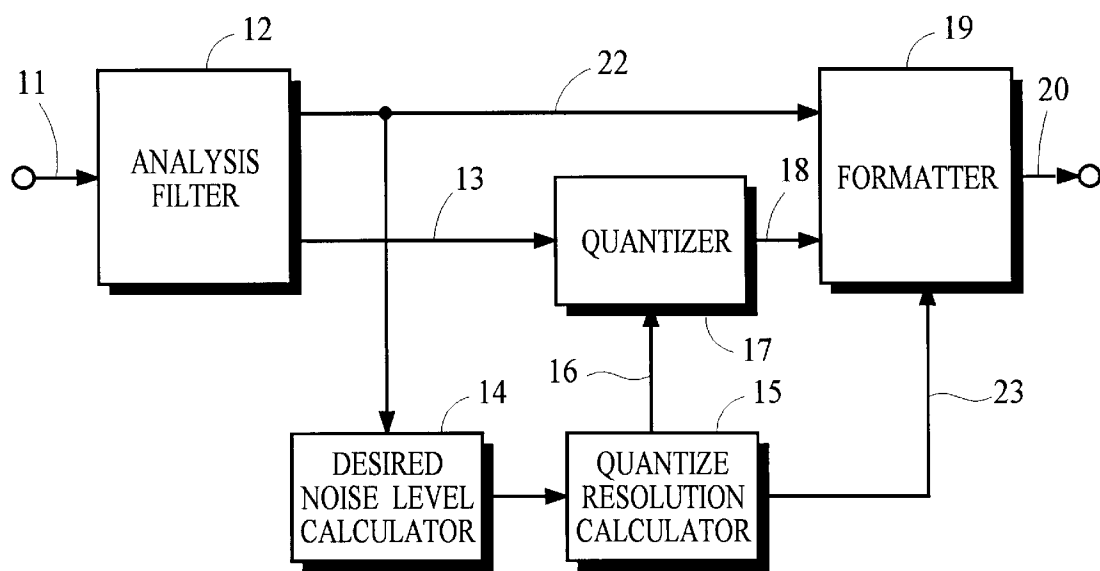 12
19
11
22
20
ANALYSIS
FILTER
FORMATTER
13
18
QUANTIZER
17
16
14
15
23
DESIRED
NOISE LEVEL
CALCULATOR
QUANTIZE
RESOLUTION
CALCULATOR